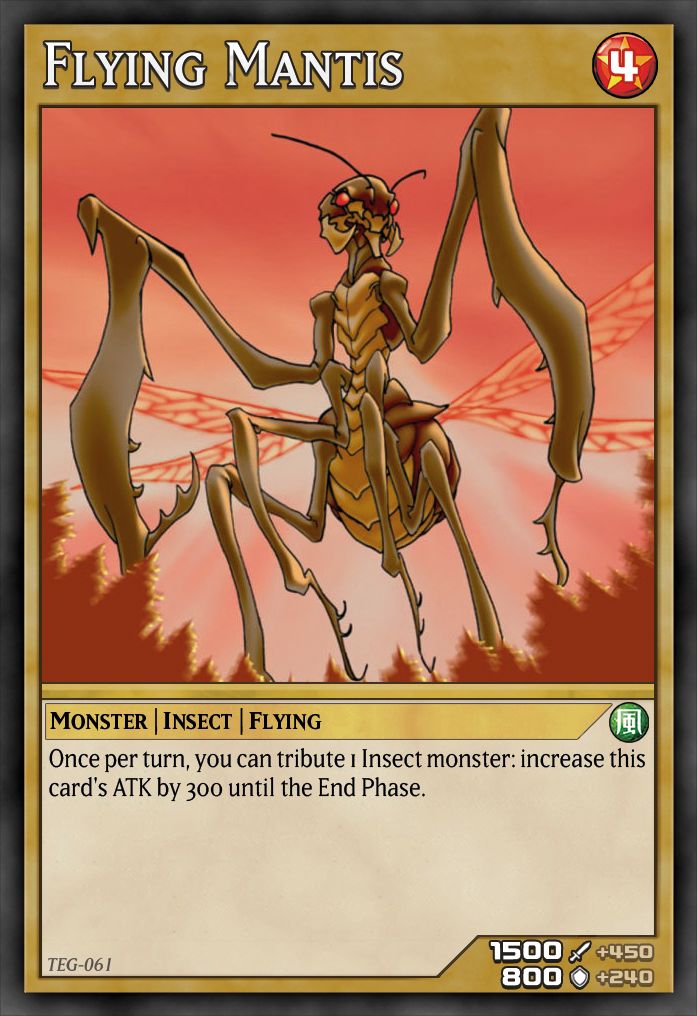 Flying Mantis
4
Monster | Insect | Flying
風
Once per turn, you can tribute 1 Insect monster: increase this
card's ATK by 300 until the End Phase.
1500 +450
TEG-061
800 +240